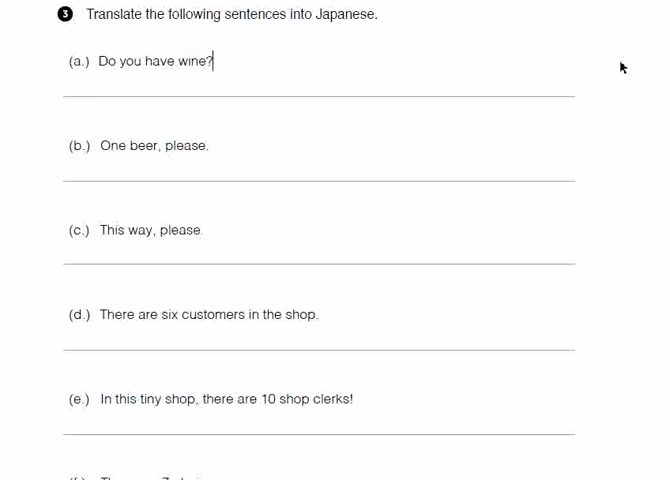 3 Translate the following sentences into Japanese.
(a.) Do you have wine?
(b.) One beer, please.
(c.) This way, please.
(d.) There are six customers in the shop.
(e.) In this tiny shop, there are 10 shop clerks!